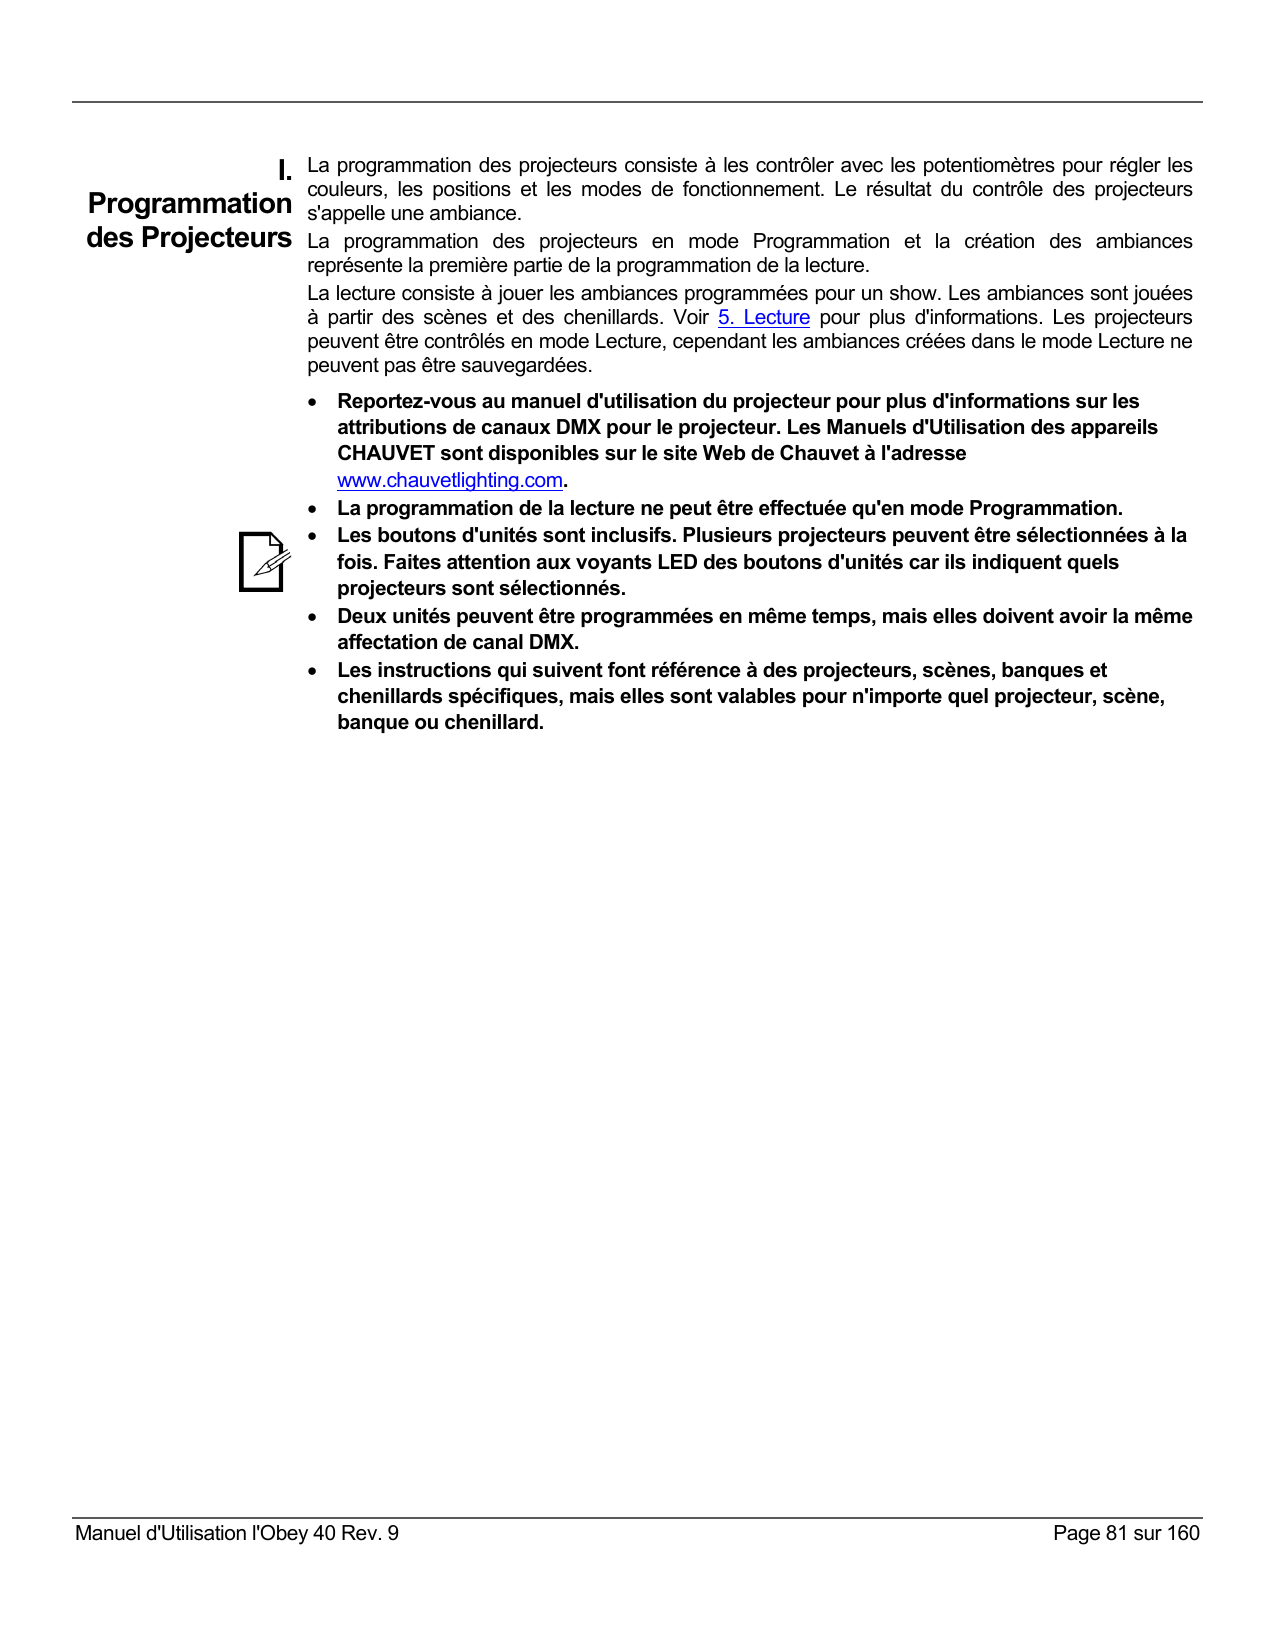 I.
Programmation
des Projecteurs
La programmation des projecteurs consiste à les contrôler avec les potentiomètres pour régler les
couleurs, les positions et les modes de fonctionnement. Le résultat du contrôle des projecteurs
s'appelle une ambiance.
La programmation des projecteurs en mode Programmation et la création des ambiances
représente la première partie de la programmation de la lecture.
La lecture consiste à jouer les ambiances programmées pour un show. Les ambiances sont jouées
à partir des scènes et des chenillards. Voir 5. Lecture pour plus d'informations. Les projecteurs
peuvent être contrôlés en mode Lecture, cependant les ambiances créées dans le mode Lecture ne
peuvent pas être sauvegardées.
• Reportez-vous au manuel d'utilisation du projecteur pour plus d'informations sur les
attributions de canaux DMX pour le projecteur. Les Manuels d'Utilisation des appareils
CHAUVET sont disponibles sur le site Web de Chauvet à l'adresse
www.chauvetlighting.com.
• La programmation de la lecture ne peut être effectuée qu'en mode Programmation.
• Les boutons d'unités sont inclusifs. Plusieurs projecteurs peuvent être sélectionnées à la
fois. Faites attention aux voyants LED des boutons d'unités car ils indiquent quels
projecteurs sont sélectionnés.
• Deux unités peuvent être programmées en même temps, mais elles doivent avoir la même
affectation de canal DMX.
• Les instructions qui suivent font référence à des projecteurs, scènes, banques et
chenillards spécifiques, mais elles sont valables pour n'importe quel projecteur, scène,
banque ou chenillard.
Manuel d'Utilisation l'Obey 40 Rev. 9
Page 81 sur 160